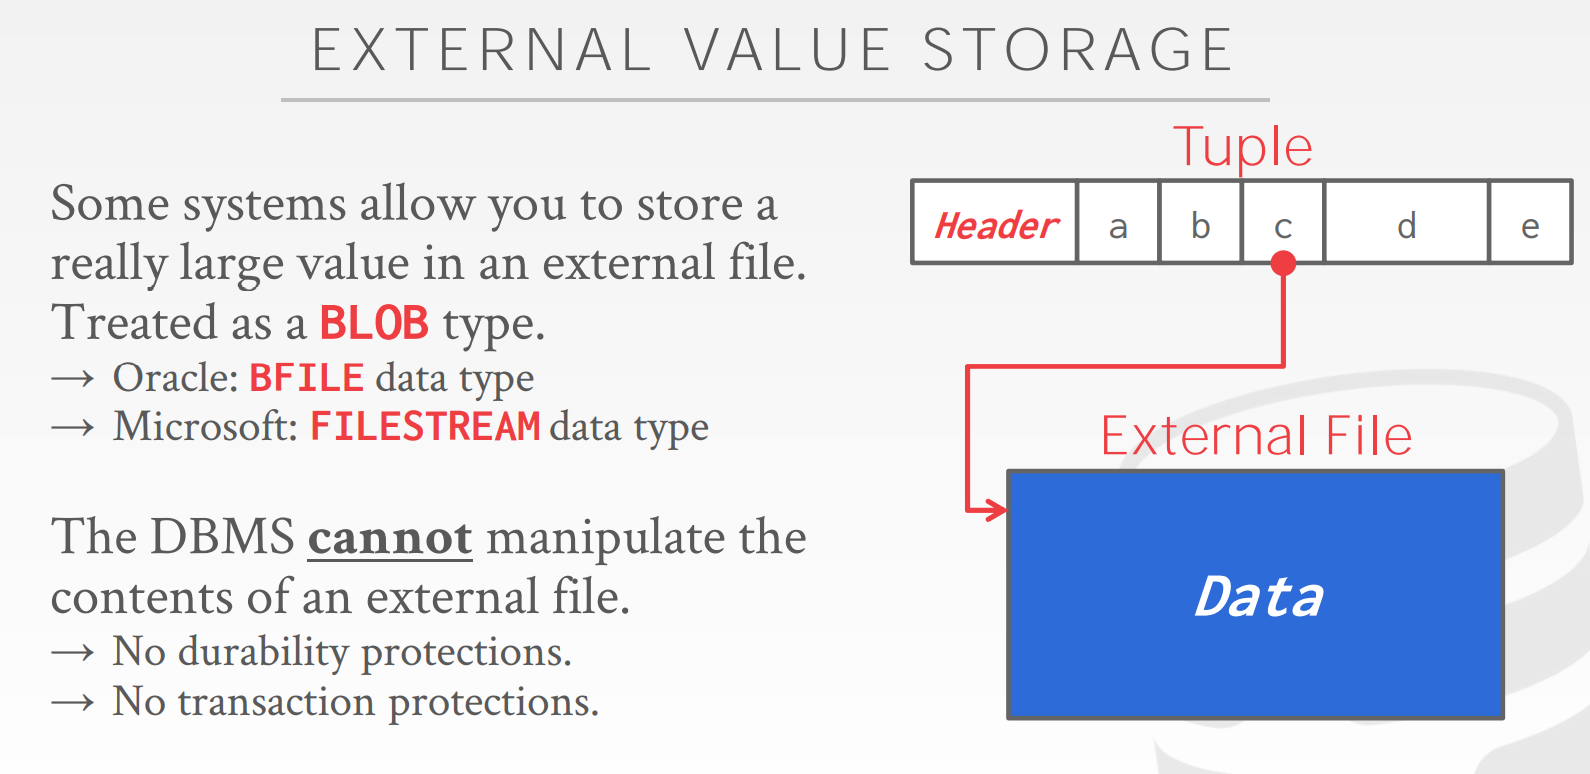 EXTERNAL VALUE STORAGE
Some systems allow you to store a
really large value in an external file.
Treated as a BLOB type.
→ Oracle: BFILE data type
→ Microsoft: FILESTREAM data type
The DBMS cannot manipulate the
contents of an external file.
→ No durability protections.
→ No transaction protections.
Tuple
Header a b c d e
External File
Data